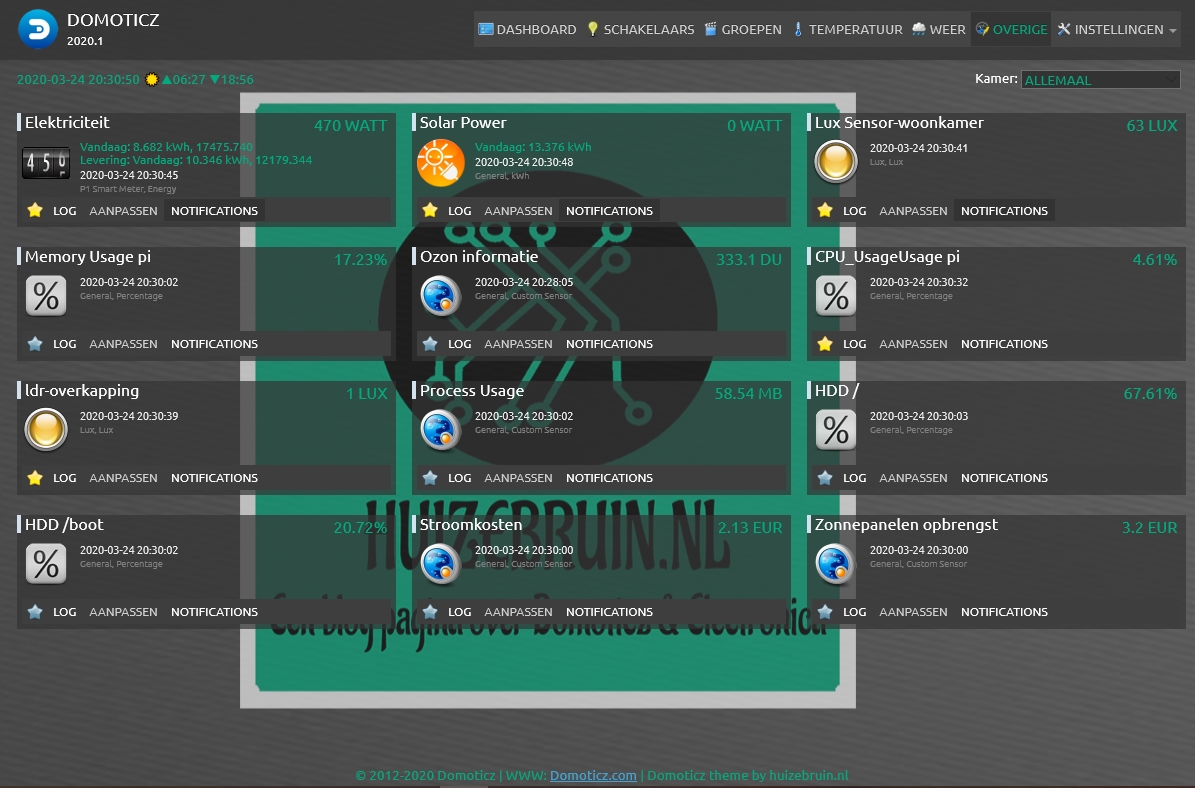 DOMOTICZ
2020.1
DASHBOARD SCHAKELAARS GROEPEN TEMPERATUUR WEER OVERIGE INSTELLINGEN
2020-03-24 20:30:50 ▲06:27 ▼18:56
Kamer: ALLEMAAL
Elektriciteit 470 WATT
Vandaag: 8.682 kWh, 17475.740
Levering: Vandaag: 10.346 kWh, 12179.344
2020-03-24 20:30:45
P1 Smart Meter, Energy
LOG AANPASSEN NOTIFICATIONS
Solar Power 0 WATT
Vandaag: 13.376 kWh
2020-03-24 20:30:48
General, kWh
LOG AANPASSEN NOTIFICATIONS
Lux Sensor-woonkamer 63 LUX
2020-03-24 20:30:41
Lux, Lux
LOG AANPASSEN NOTIFICATIONS
Memory Usage pi 17.23%
2020-03-24 20:30:02
General, Percentage
LOG AANPASSEN NOTIFICATIONS
Ozon informatie 333.1 DU
2020-03-24 20:28:05
General, Custom Sensor
LOG AANPASSEN NOTIFICATIONS
CPU_UsageUsage pi 4.61%
2020-03-24 20:30:32
General, Percentage
LOG AANPASSEN NOTIFICATIONS
ldr-overkapping 1 LUX
2020-03-24 20:30:39
Lux, Lux
LOG AANPASSEN NOTIFICATIONS
Process Usage 58.54 MB
2020-03-24 20:30:02
General, Custom Sensor
LOG AANPASSEN NOTIFICATIONS
HDD / 67.61%
2020-03-24 20:30:03
General, Percentage
LOG AANPASSEN NOTIFICATIONS
HDD /boot 20.72%
2020-03-24 20:30:02
General, Percentage
LOG AANPASSEN NOTIFICATIONS
Stroomkosten 2.13 EUR
2020-03-24 20:30:00
General, Custom Sensor
LOG AANPASSEN NOTIFICATIONS
Zonnepanelen opbrengst 3.2 EUR
2020-03-24 20:30:00
General, Custom Sensor
LOG AANPASSEN NOTIFICATIONS
HUIZEBRUIN.NL
Een blog pagina over Domoticz & Electronica
© 2012-2020 Domoticz | WWW: Domoticz.com | Domoticz theme by huizebruin.nl